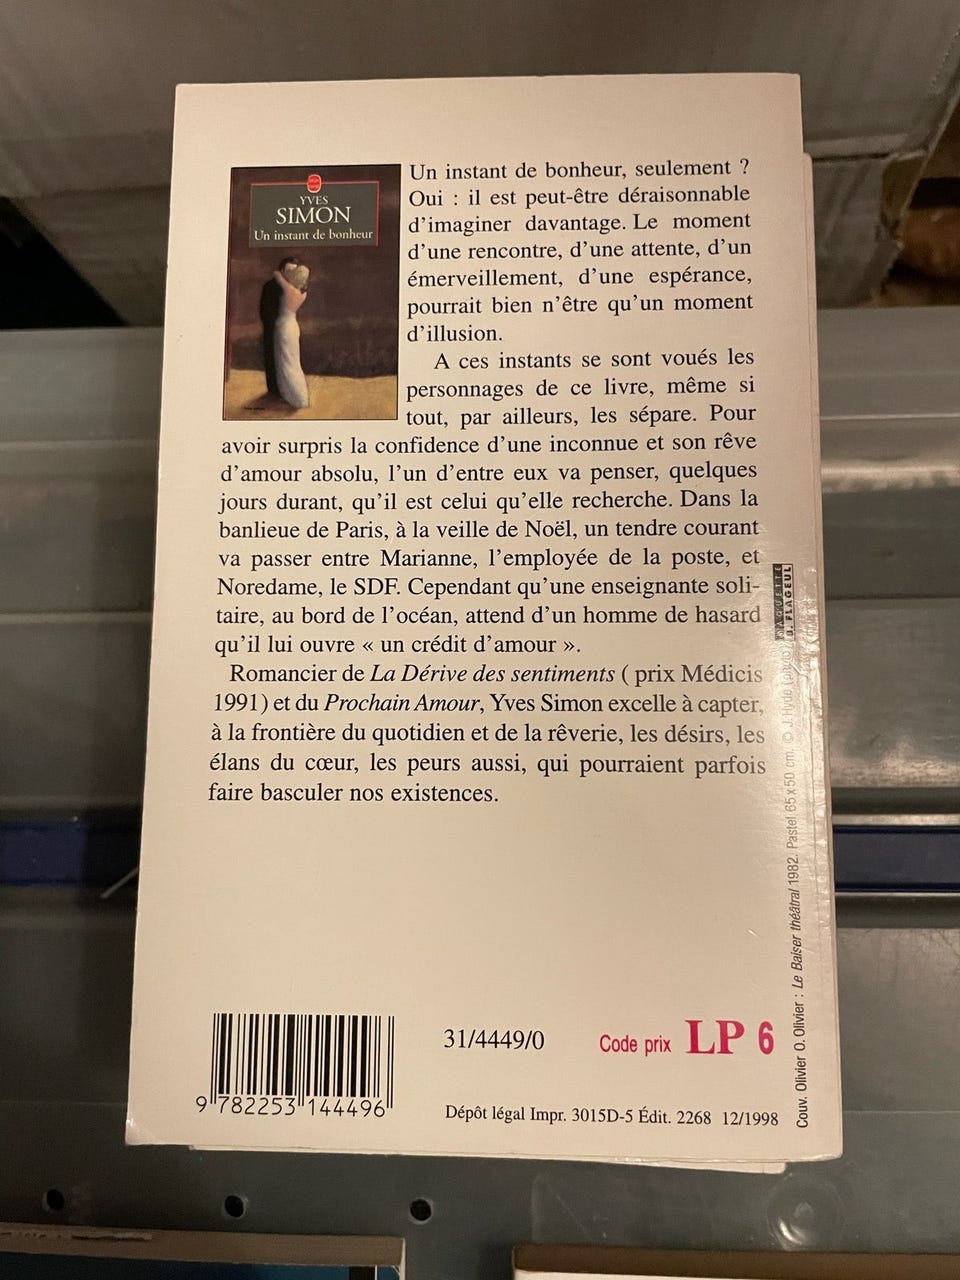 YVES
SIMON
Un instant de bonheur
Un instant de bonheur, seulement ?
Oui : il est peut-être déraisonnable
d'imaginer davantage. Le moment
d'une rencontre, d'une attente, d'un
émerveillement, d'une espérance,
pourrait bien n'être qu'un moment
d'illusion.
A ces instants se sont voués les
personnages de ce livre, même si
tout, par ailleurs, les sépare. Pour
avoir surpris la confidence d'une inconnue et son rêve
d'amour absolu, l'un d'entre eux va penser, quelques
jours durant, qu'il est celui qu'elle recherche. Dans la
banlieue de Paris, à la veille de Noël, un tendre courant
va passer entre Marianne, l'employée de la poste, et
Noredame, le SDF. Cependant qu'une enseignante soli-
taire, au bord de l'océan, attend d'un homme de hasard
qu'il lui ouvre « un crédit d'amour ».
Romancier de La Dérive des sentiments ( prix Médicis
1991) et du Prochain Amour, Yves Simon excelle à capter,
à la frontière du quotidien et de la rêverie, les désirs, les
élans du cœur, les peurs aussi, qui pourraient parfois
faire basculer nos existences.
MAQUETTE
B. FLAGEUL
Couv. Olivier O. Olivier : Le Baiser théâtral 1982. Pastel 65 x 50 cm. © J. Hyde
31/4449/0
Code prix LP 6
9 782253 144496
Dépôt légal Impr. 3015D-5 Édit. 2268 12/1998